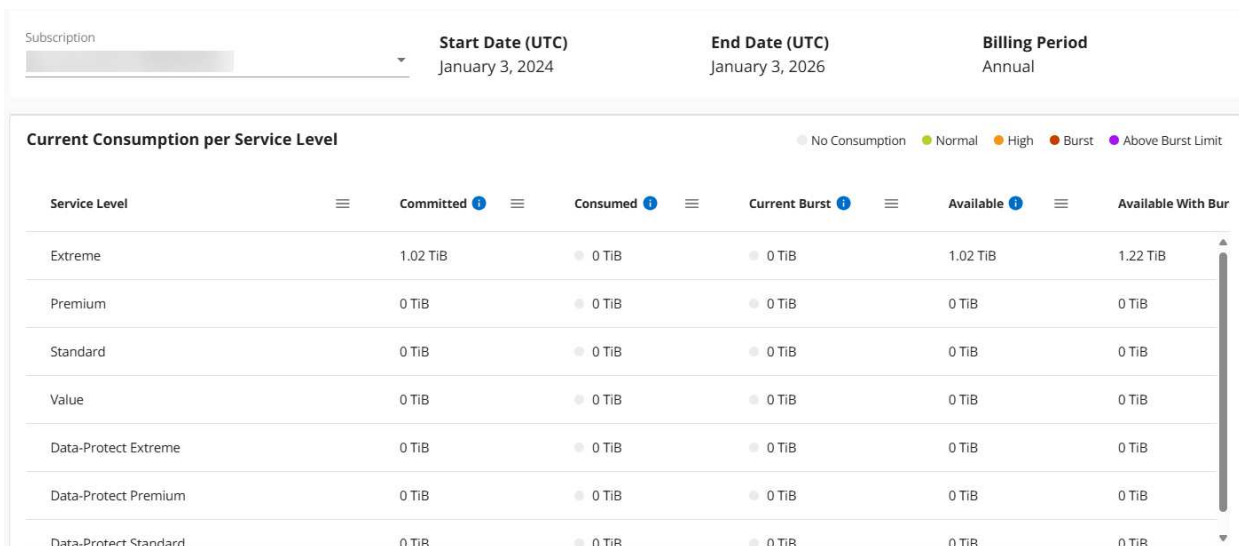 Subscription
Start Date (UTC) End Date (UTC) Billing Period
January 3, 2024 January 3, 2026 Annual
Current Consumption per Service Level No Consumption Normal High Burst Above Burst Limit
Service Level Committed Consumed Current Burst Available Available With Bur
Extreme 1.02 TiB 0 TiB 0 TiB 1.02 TiB 1.22 TiB
Premium 0 TiB 0 TiB 0 TiB 0 TiB 0 TiB
Standard 0 TiB 0 TiB 0 TiB 0 TiB 0 TiB
Value 0 TiB 0 TiB 0 TiB 0 TiB 0 TiB
Data-Protect Extreme 0 TiB 0 TiB 0 TiB 0 TiB 0 TiB
Data-Protect Premium 0 TiB 0 TiB 0 TiB 0 TiB 0 TiB
Data-Protect Standard 0 TiB 0 TiB 0 TiB 0 TiB 0 TiB